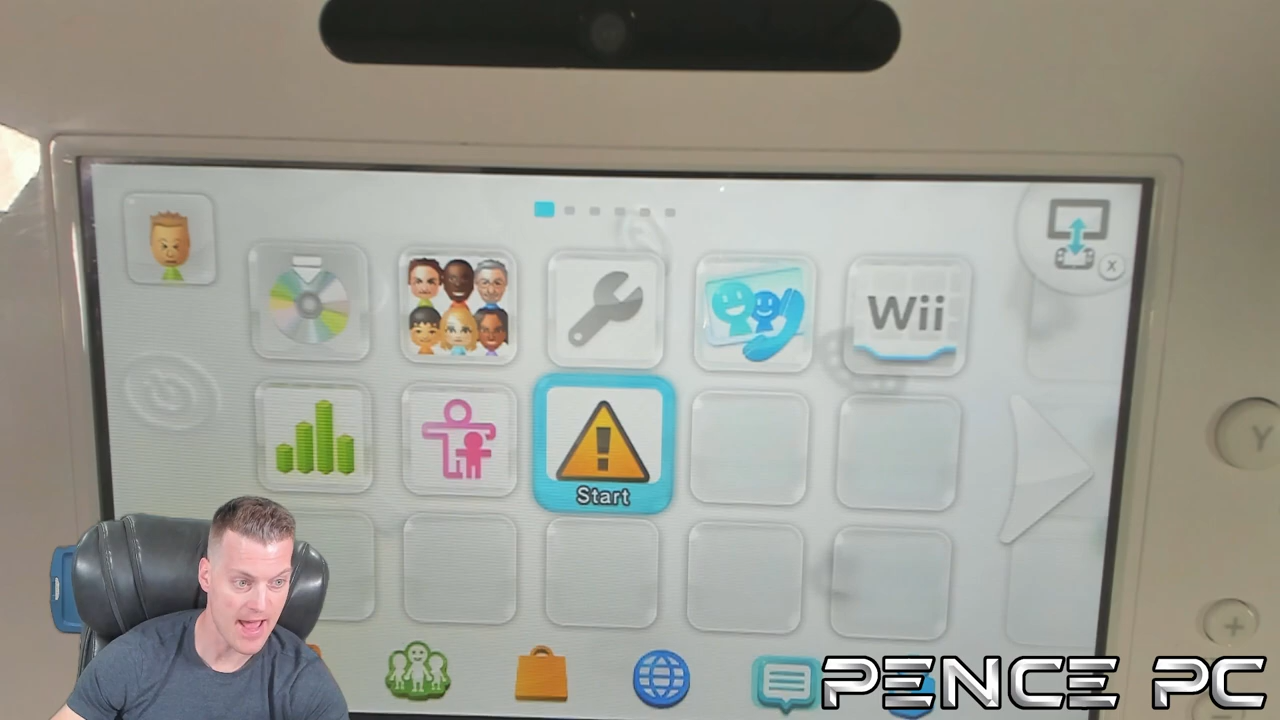 X
Wii
Start
Y
+
PENCE PC